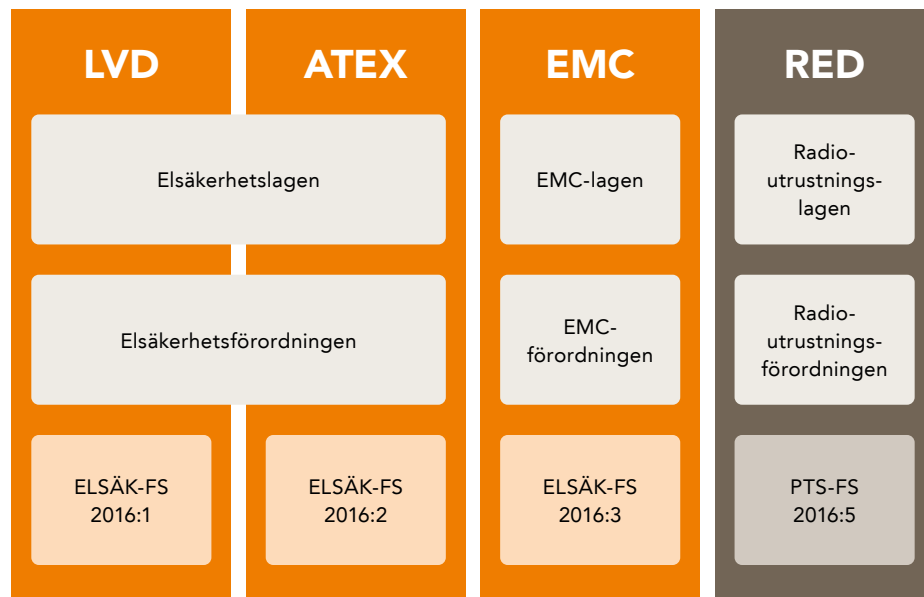 LVD
ATEX
EMC
RED
Elsäkerhetslagen
EMC-lagen
Radio-
utrustnings-
lagen
Elsäkerhetsförordningen
EMC-
förordningen
Radio-
utrustnings-
förordningen
ELSÄK-FS
2016:1
ELSÄK-FS
2016:2
ELSÄK-FS
2016:3
PTS-FS
2016:5